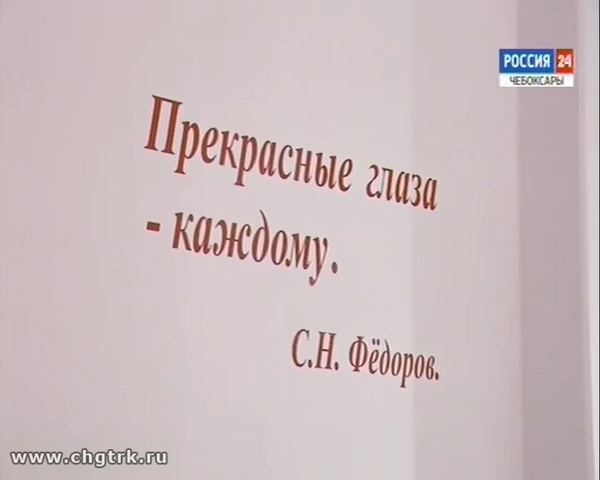 РОССИЯ 24
ЧЕБОКСАРЫ
Прекрасные глаза
- каждому.
С.Н. Фёдоров.
www.chgtrk.ru